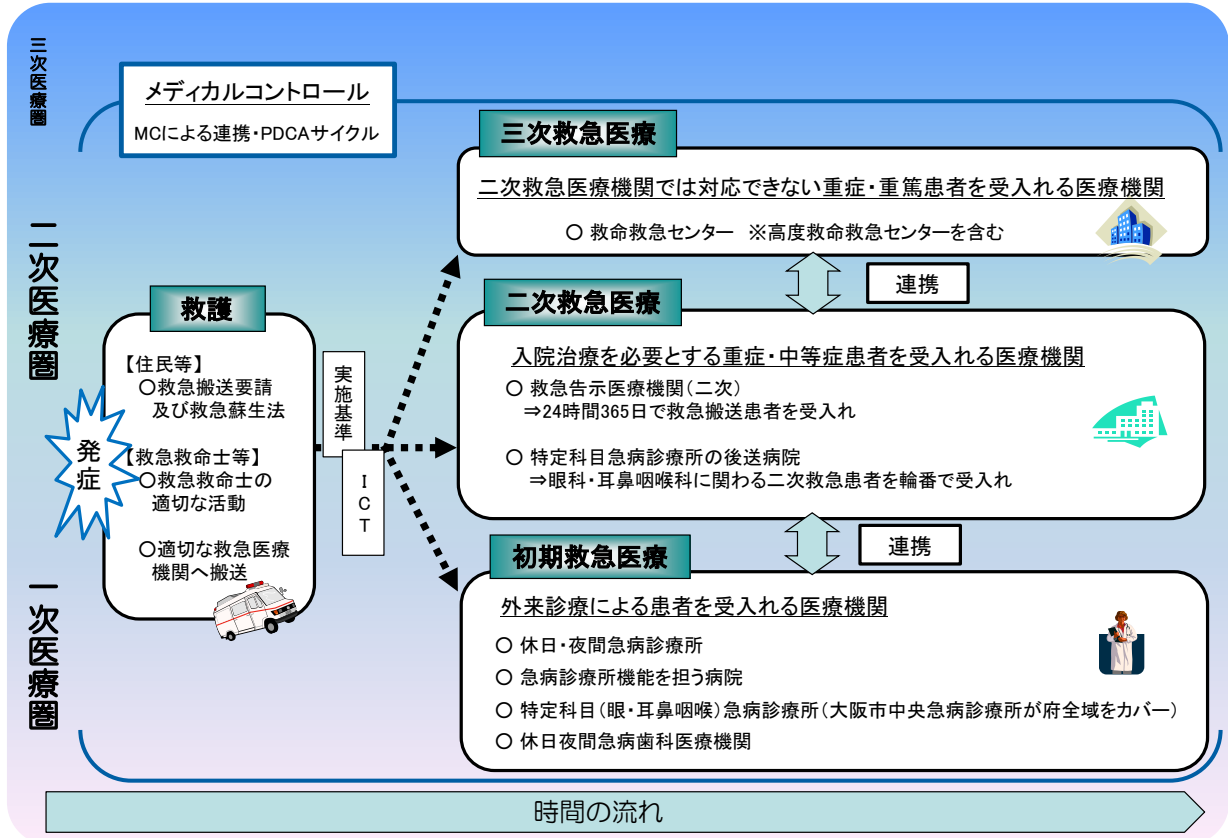 三次医療圏
メディカルコントロール
MCによる連携・PDCAサイクル
三次救急医療
二次救急医療機関では対応できない重症・重篤患者を受入れる医療機関
○ 救命救急センター ※高度救命救急センターを含む
連携
二次医療圏
救護
【住民等】
○救急搬送要請
及び救急蘇生法
【救急救命士等】
○救急救命士の
適切な活動
○適切な救急医療
機関へ搬送
発症
実施基準
ICT
二次救急医療
入院治療を必要とする重症・中等症患者を受入れる医療機関
○ 救急告示医療機関(二次)
⇒24時間365日で救急搬送患者を受入れ
○ 特定科目急病診療所の後送病院
⇒眼科・耳鼻咽喉科に関わる二次救急患者を輪番で受入れ
連携
一次医療圏
初期救急医療
外来診療による患者を受入れる医療機関
○ 休日・夜間急病診療所
○ 急病診療所機能を担う病院
○ 特定科目(眼・耳鼻咽喉)急病診療所(大阪市中央急病診療所が府全域をカバー)
○ 休日夜間急病歯科医療機関
時間の流れ